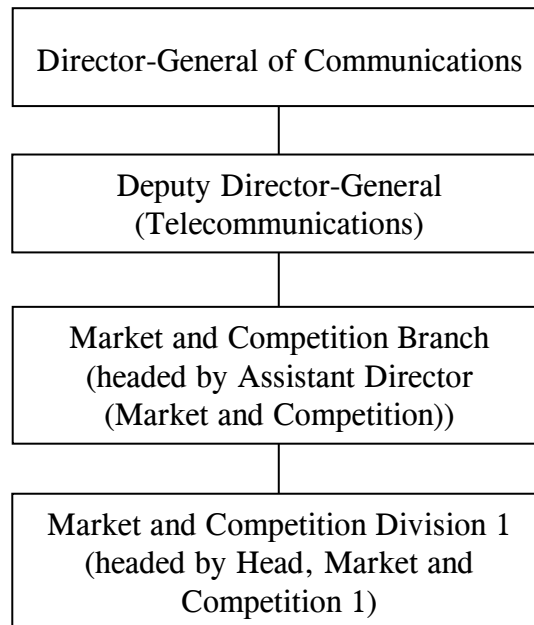 Director-General of Communications
Deputy Director-General
(Telecommunications)
Market and Competition Branch
(headed by Assistant Director
(Market and Competition))
Market and Competition Division 1
(headed by Head, Market and
Competition 1)